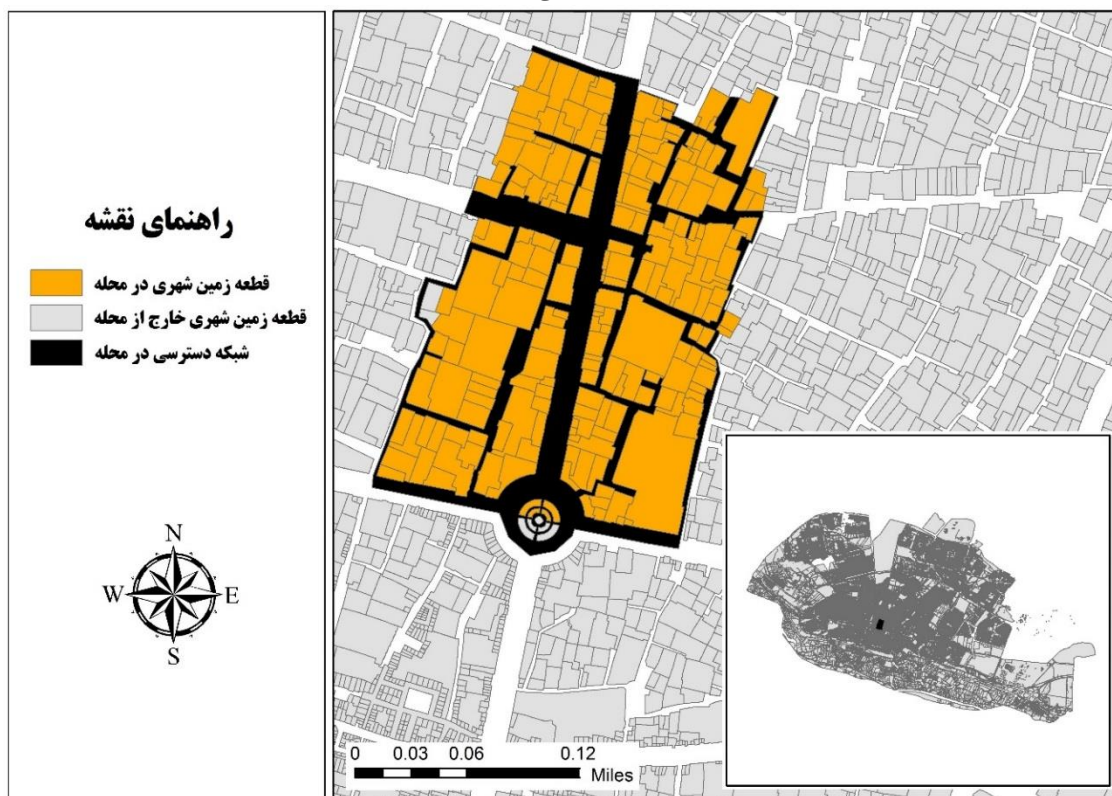 راهنمای نقشه
قطعه زمین شهری در محله
قطعه زمین شهری خارج از محله
شبکه دسترسی در محله
N
W E
S
0 0.03 0.06 0.12
Miles